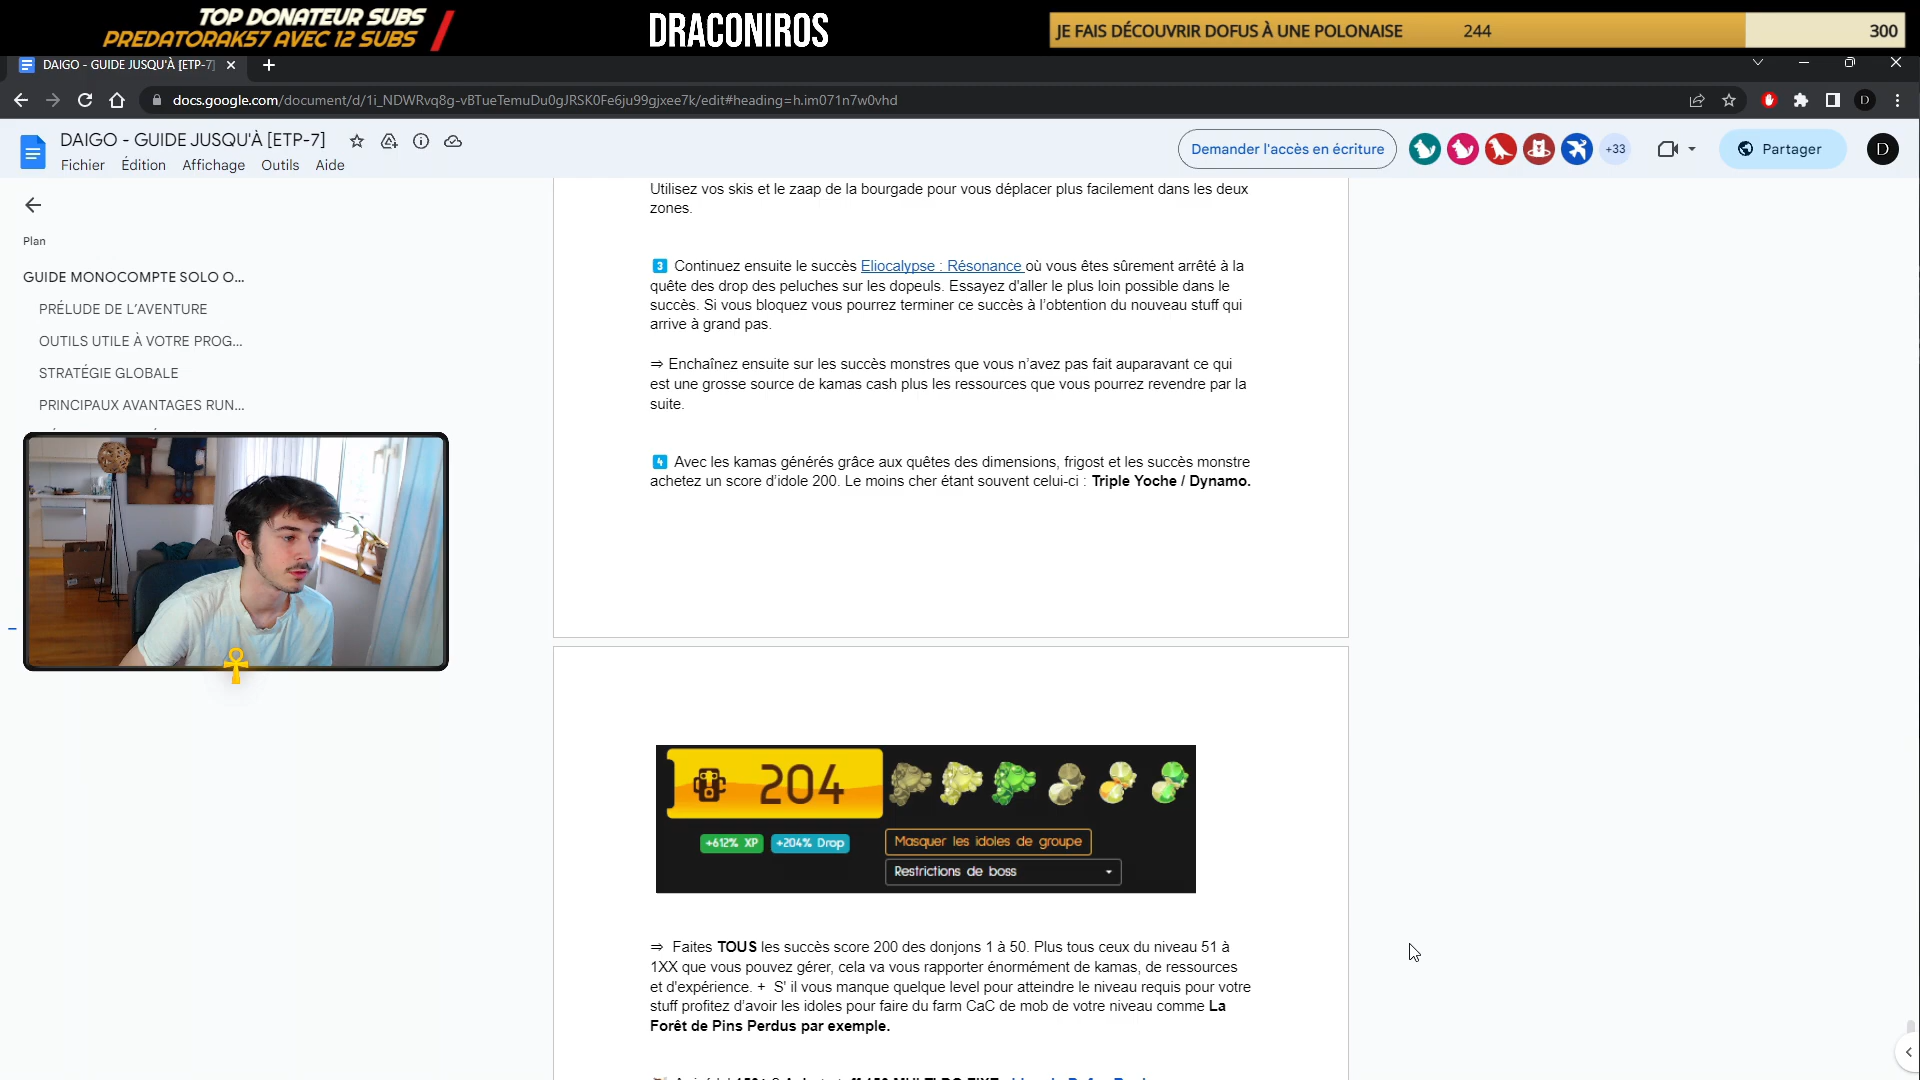 TOP DONATEUR SUBS
PREDATORAK57 AVEC 12 SUBS
DRACONIROS
JE FAIS DÉCOUVRIR DOFUS À UNE POLONAISE 244 300
DAIGO - GUIDE JUSQU'À [ETP-7]
docs.google.com/document/d/1i_NDWRvq8g-vBTueTemuDu0gJRSK0Fe6ju99gjxee7k/edit#heading=h.im071n7w0vhd
D
DAIGO - GUIDE JUSQU'À [ETP-7]
Fichier Édition Affichage Outils Aide
Demander l'accès en écriture
+33
Partager
D
Plan
GUIDE MONOCOMPTE SOLO O...
PRÉLUDE DE L'AVENTURE
OUTILS UTILE À VOTRE PROG...
STRATÉGIE GLOBALE
PRINCIPAUX AVANTAGES RUN...
Utilisez vos skis et le zaap de la bourgade pour vous déplacer plus facilement dans les deux
zones.
3 Continuez ensuite le succès Eliocalypse : Résonance où vous êtes sûrement arrêté à la
quête des drop des peluches sur les dopeuls. Essayez d'aller le plus loin possible dans le
succès. Si vous bloquez vous pourrez terminer ce succès à l'obtention du nouveau stuff qui
arrive à grand pas.
⇒ Enchaînez ensuite sur les succès monstres que vous n'avez pas fait auparavant ce qui
est une grosse source de kamas cash plus les ressources que vous pourrez revendre par la
suite.
4 Avec les kamas générés grâce aux quêtes des dimensions, frigost et les succès monstre
achetez un score d'idole 200. Le moins cher étant souvent celui-ci : Triple Yoche / Dynamo.
204
+612% XP +204% Drop
Masquer les idoles de groupe
Restrictions de boss
⇒ Faites TOUS les succès score 200 des donjons 1 à 50. Plus tous ceux du niveau 51 à
1XX que vous pouvez gérer, cela va vous rapporter énormément de kamas, de ressources
et d'expérience. + S' il vous manque quelque level pour atteindre le niveau requis pour votre
stuff profitez d'avoir les idoles pour faire du farm CaC de mob de votre niveau comme La
Forêt de Pins Perdus par exemple.